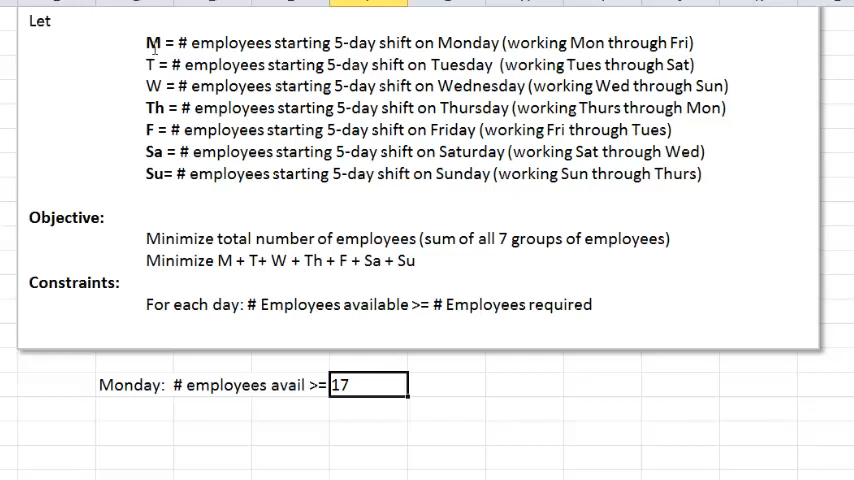 Let
M = # employees starting 5-day shift on Monday (working Mon through Fri)
T = # employees starting 5-day shift on Tuesday (working Tues through Sat)
W = # employees starting 5-day shift on Wednesday (working Wed through Sun)
Th = # employees starting 5-day shift on Thursday (working Thurs through Mon)
F = # employees starting 5-day shift on Friday (working Fri through Tues)
Sa = # employees starting 5-day shift on Saturday (working Sat through Wed)
Su= # employees starting 5-day shift on Sunday (working Sun through Thurs)
Objective:
Minimize total number of employees (sum of all 7 groups of employees)
Minimize M + T+ W + Th + F + Sa + Su
Constraints:
For each day: # Employees available >= # Employees required
Monday: # employees avail >= 17